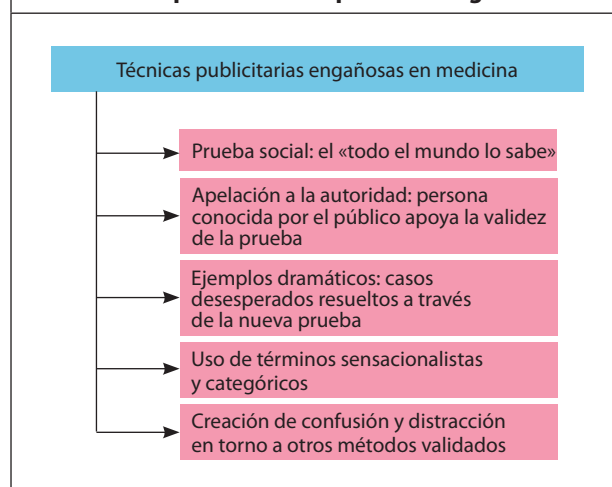 Técnicas publicitarias engañosas en medicina
Prueba social: el «todo el mundo lo sabe»
Apelación a la autoridad: persona
conocida por el público apoya la validez
de la prueba
Ejemplos dramáticos: casos
desesperados resueltos a través
de la nueva prueba
Uso de términos sensacionalistas
y categóricos
Creación de confusión y distracción
en torno a otros métodos validados